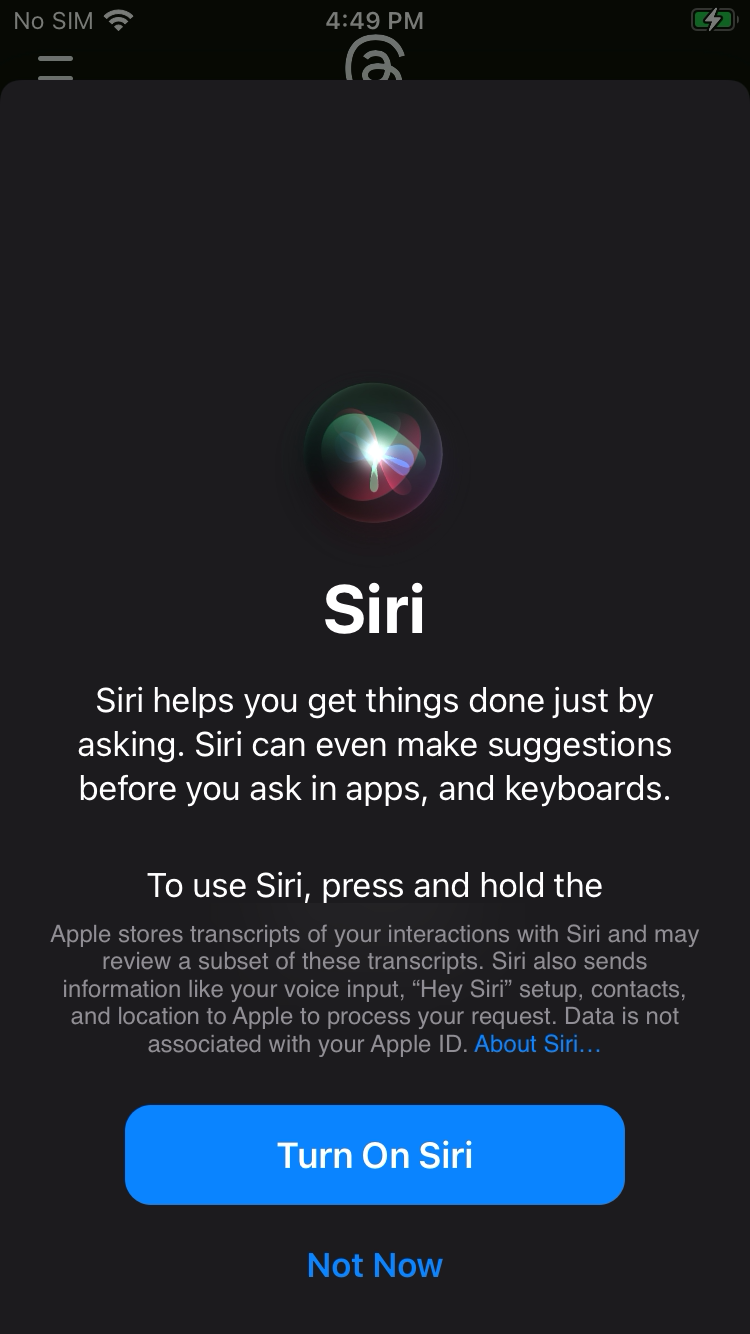 No SIM
4:49 PM
Siri
Siri helps you get things done just by
asking. Siri can even make suggestions
before you ask in apps, and keyboards.
To use Siri, press and hold the
Apple stores transcripts of your interactions with Siri and may
review a subset of these transcripts. Siri also sends
information like your voice input, “Hey Siri” setup, contacts,
and location to Apple to process your request. Data is not
associated with your Apple ID. About Siri…
Turn On Siri
Not Now